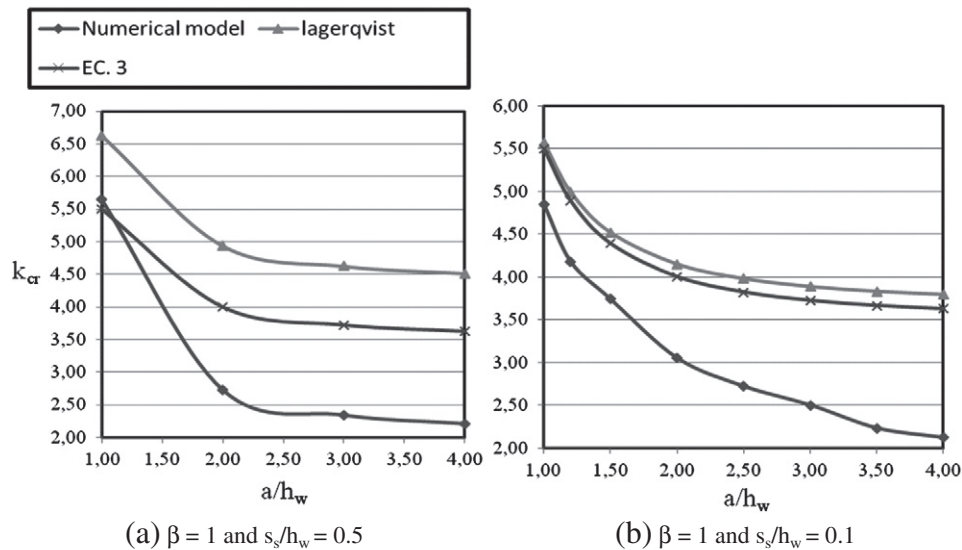 Numerical model lagerqvist
EC. 3
7,00
6,50
6,00
5,50
5,00
4,50
4,00
3,50
3,00
2,50
2,00
k_cr
1,00 1,50 2,00 2,50 3,00 3,50 4,00
a/h_w
(a) β = 1 and s_s/h_w = 0.5
6,00
5,50
5,00
4,50
4,00
3,50
3,00
2,50
2,00
1,00 1,50 2,00 2,50 3,00 3,50 4,00
a/h_w
(b) β = 1 and s_s/h_w = 0.1